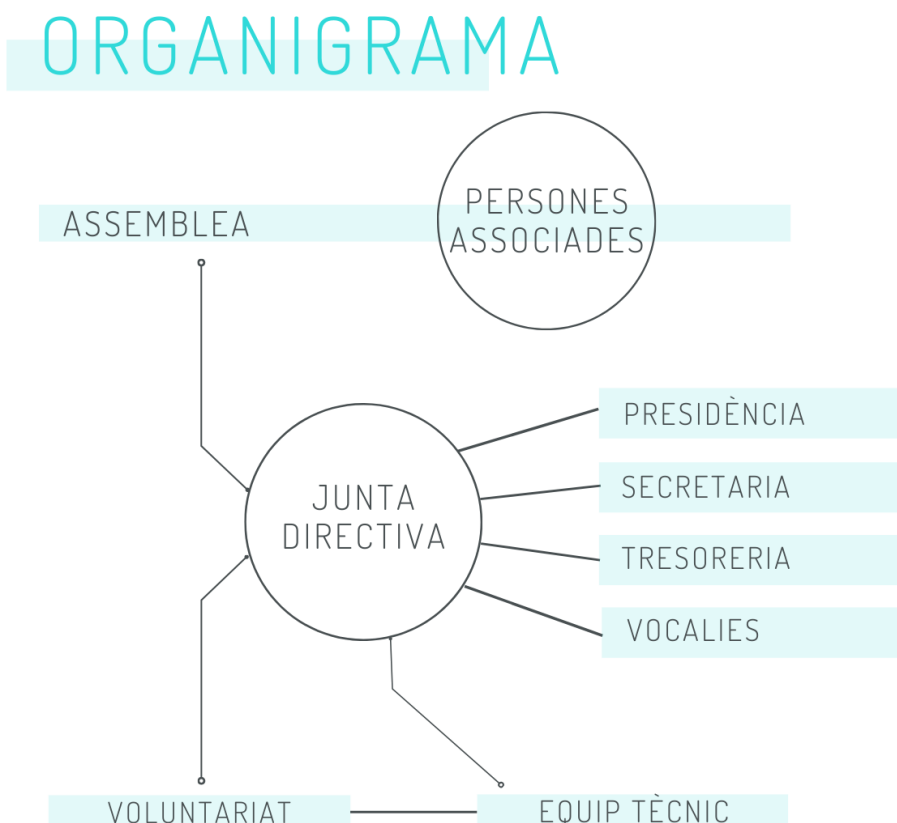 ORGANIGRAMA
ASSEMBLEA
PERSONES
ASSOCIADES
PRESIDÈNCIA
SECRETARIA
TRESORERIA
VOCALIES
JUNTA
DIRECTIVA
VOLUNTARIAT
EQUIP TÈCNIC